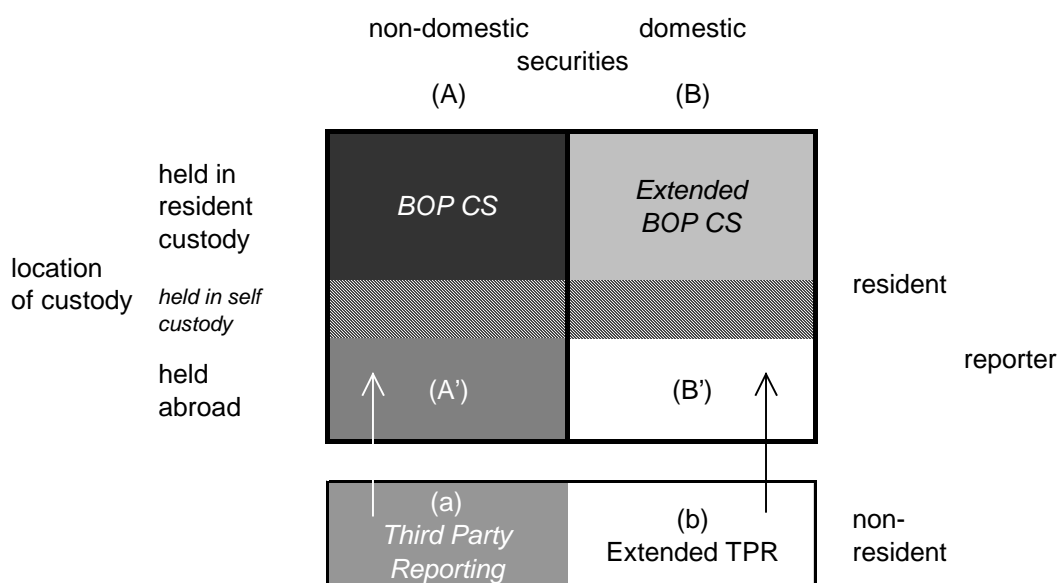 non-domestic domestic
securities
(A) (B)
held in
resident
custody
BOP CS
Extended
BOP CS
location
of custody
held in self
custody
resident
held
abroad
(A’)
(B’)
reporter
(a)
Third Party
Reporting
(b)
Extended TPR
non-
resident